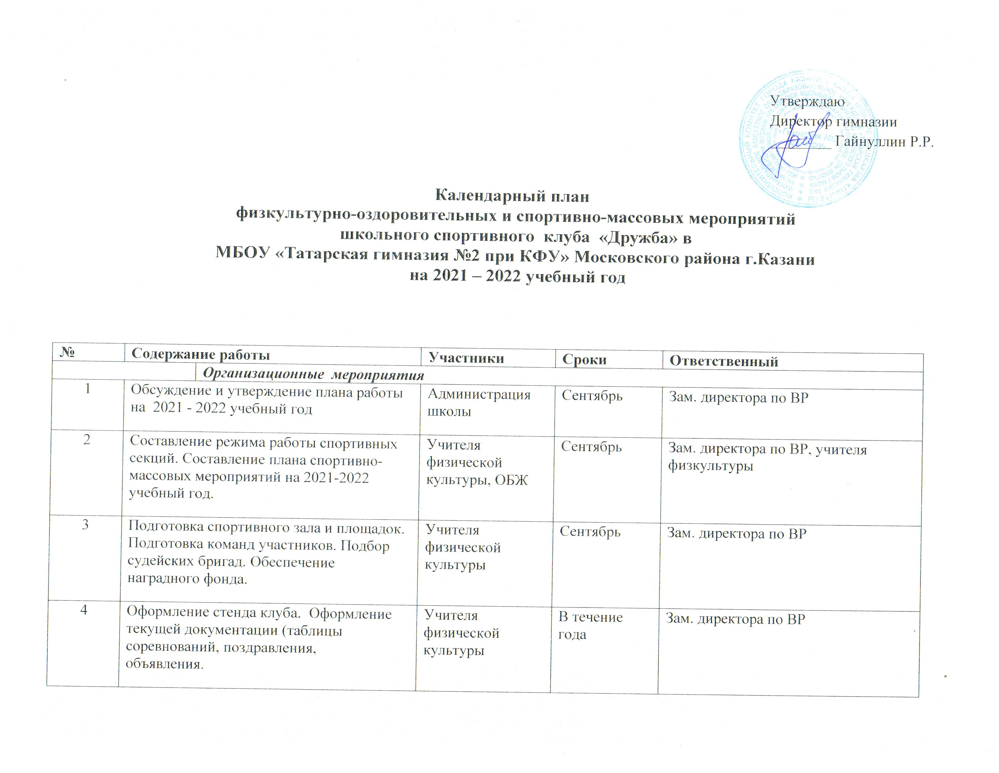 Утверждаю
Директор гимназии
Гайнуллин Р.Р.
Календарный план
физкультурно-оздоровительных и спортивно-массовых мероприятий
школьного спортивного клуба «Дружба» в
МБОУ «Татарская гимназия №2 при КФУ» Московского района г.Казани
на 2021 – 2022 учебный год
№ Содержание работы Участники Сроки Ответственный
Организационные мероприятия
1 Обсуждение и утверждение плана работы Администрация Сентябрь Зам. директора по ВР
на 2021 - 2022 учебный год школы
2 Составление режима работы спортивных Учителя Сентябрь Зам. директора по ВР, учителя
секций. Составление плана спортивно- физической физкультуры
массовых мероприятий на 2021-2022 культуры, ОБЖ
учебный год.
3 Подготовка спортивного зала и площадок. Учителя Сентябрь Зам. директора по ВР
Подготовка команд участников. Подбор физической
судейских бригад. Обеспечение культуры
наградного фонда.
4 Оформление стенда клуба. Оформление Учителя В течение Зам. директора по ВР
текущей документации (таблицы физической года
соревнований, поздравления, культуры
объявления.